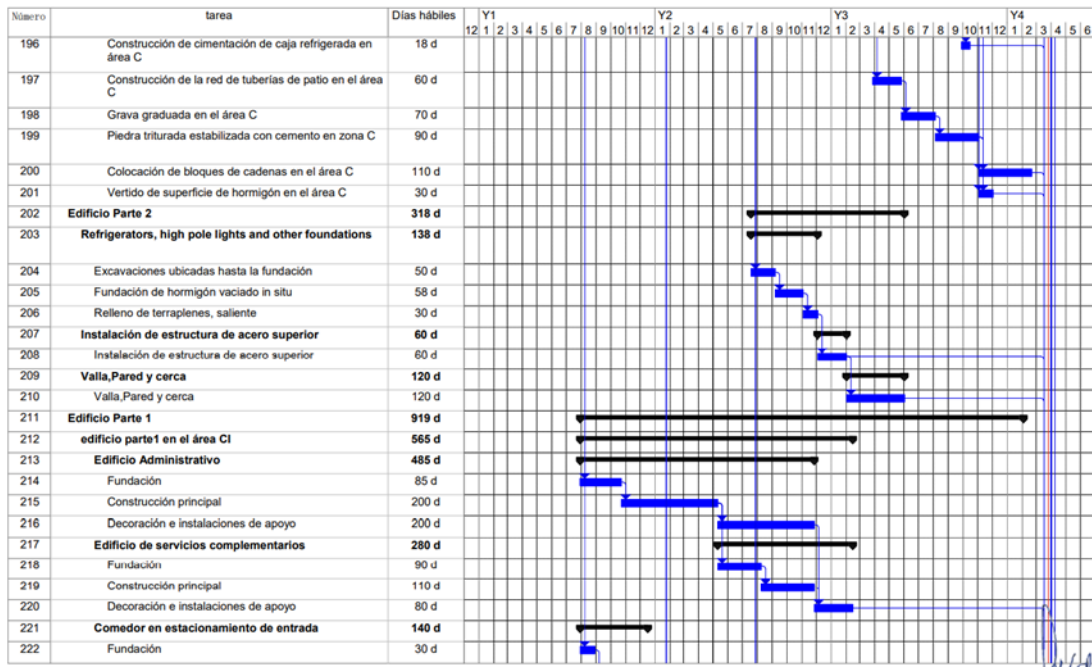 Número tarea Días hábiles Y1 Y2 Y3 Y4
12 1 2 3 4 5 6 7 8 9 10 11 12 1 2 3 4 5 6 7 8 9 10 11 12 1 2 3 4 5 6 7 8 9 10 11 12 1 2 3 4 5 6
196 Construcción de cimentación de caja refrigerada en 18 d
área C
197 Construcción de la red de tuberías de patio en el área 60 d
C
198 Grava graduada en el área C 70 d
199 Piedra triturada estabilizada con cemento en zona C 90 d
200 Colocación de bloques de cadenas en el área C 110 d
201 Vertido de superficie de hormigón en el área C 30 d
202 Edificio Parte 2 318 d
203 Refrigerators, high pole lights and other foundations 138 d
204 Excavaciones ubicadas hasta la fundación 50 d
205 Fundación de hormigón vaciado in situ 58 d
206 Relleno de terraplenes, saliente 30 d
207 Instalación de estructura de acero superior 60 d
208 Instalación de estructura de acero superior 60 d
209 Valla,Pared y cerca 120 d
210 Valla,Pared y cerca 120 d
211 Edificio Parte 1 919 d
212 edificio parte1 en el área CI 565 d
213 Edificio Administrativo 485 d
214 Fundación 85 d
215 Construcción principal 200 d
216 Decoración e instalaciones de apoyo 200 d
217 Edificio de servicios complementarios 280 d
218 Fundación 90 d
219 Construcción principal 110 d
220 Decoración e instalaciones de apoyo 80 d
221 Comedor en estacionamiento de entrada 140 d
222 Fundación 30 d